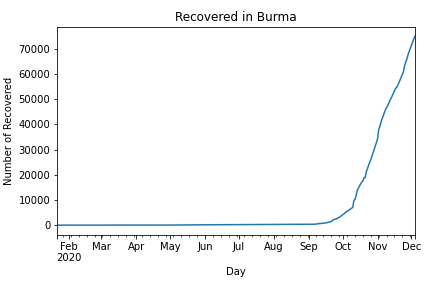 Recovered in Burma
Number of Recovered
70000
60000
50000
40000
30000
20000
10000
0
Feb Mar Apr May Jun Jul Aug Sep Oct Nov Dec
2020
Day